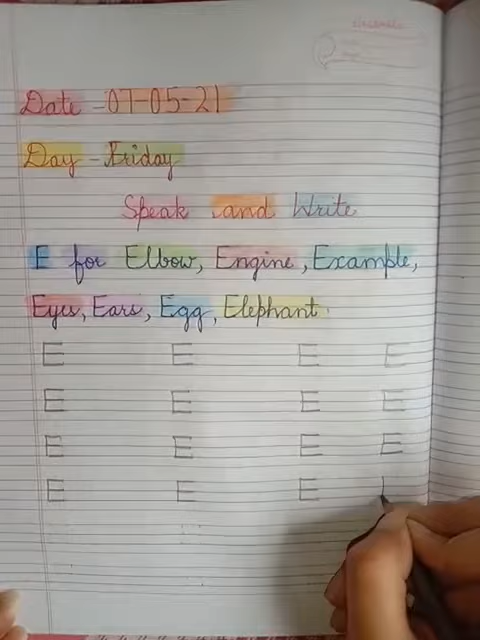 Date - 07-05-21
Day - Friday
Speak and Write
E for Elbow, Engine, Example,
Eyes, Ears, Egg, Elephant.
E E E E
E E E E
E E E E
E E E